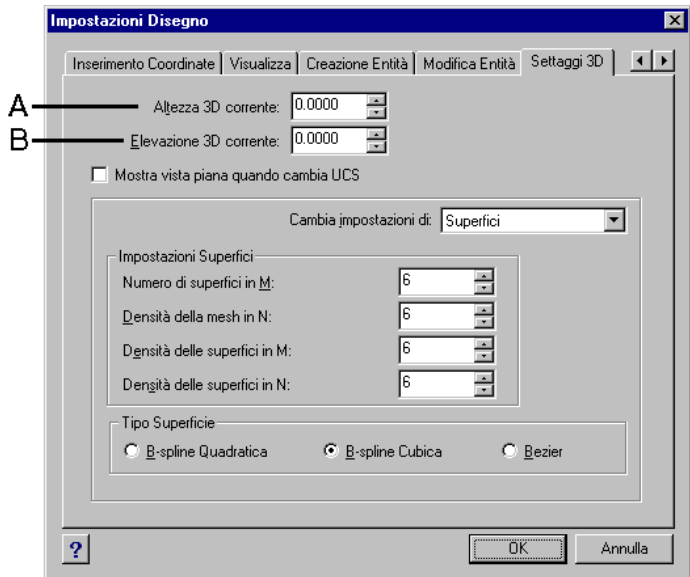 Impostazioni Disegno
Inserimento Coordinate Visualizza Creazione Entità Modifica Entità Settaggi 3D
A Altezza 3D corrente: 0.0000
B Elevazione 3D corrente: 0.0000
Mostra vista piana quando cambia UCS
Cambia impostazioni di: Superfici
Impostazioni Superfici
Numero di superfici in M: 6
Densità della mesh in N: 6
Densità delle superfici in M: 6
Densità delle superfici in N: 6
Tipo Superficie
B-spline Quadratica B-spline Cubica Bezier
? OK Annulla